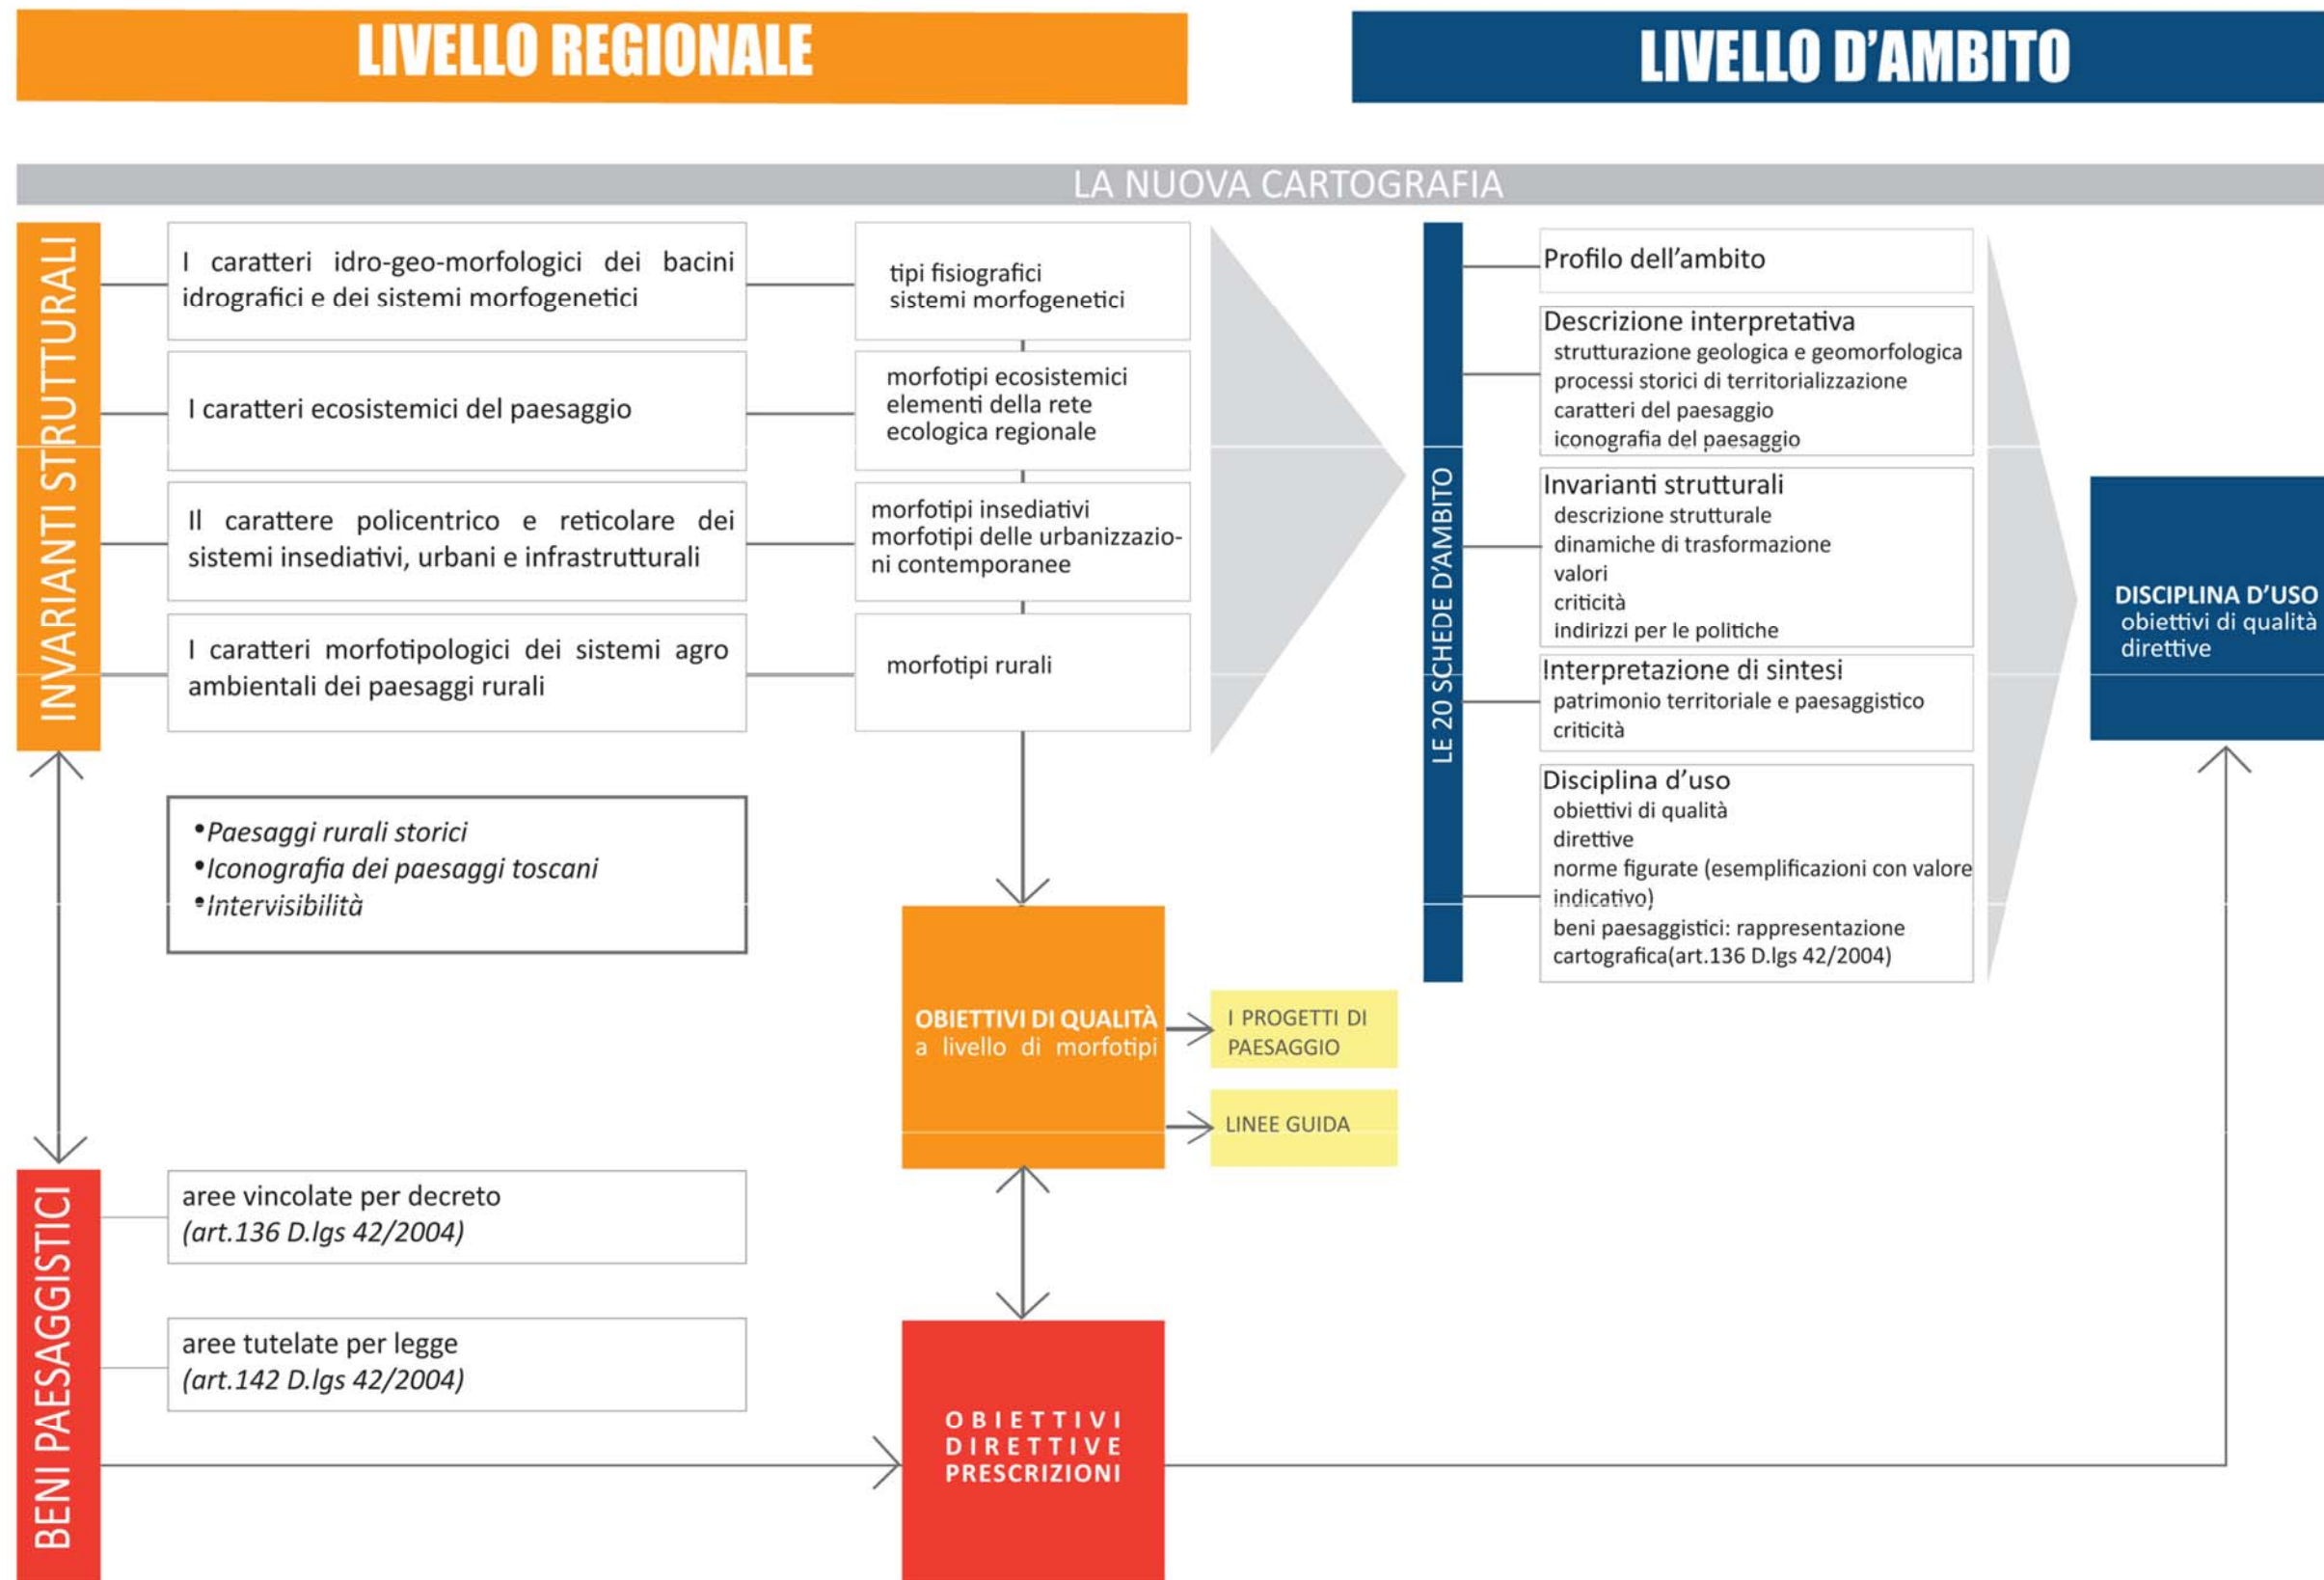 LIVELLO REGIONALE
LIVELLO D'AMBITO
LA NUOVA CARTOGRAFIA
INVARIANTI STRUTTURALI
I caratteri idro-geo-morfologici dei bacini
idrografici e dei sistemi morfogenetici
tipi fisiografici
sistemi morfogenetici
I caratteri ecosistemici del paesaggio
morfotipi ecosistemici
elementi della rete
ecologica regionale
Il carattere policentrico e reticolare dei
sistemi insediativi, urbani e infrastrutturali
morfotipi insediativi
morfotipi delle urbanizzazio-
ni contemporanee
I caratteri morfotipologici dei sistemi agro
ambientali dei paesaggi rurali
morfotipi rurali
•Paesaggi rurali storici
•Iconografia dei paesaggi toscani
•Intervisibilità
OBIETTIVI DI QUALITÀ
a livello di morfotipi
I PROGETTI DI
PAESAGGIO
LINEE GUIDA
BENI PAESAGGISTICI
aree vincolate per decreto
(art.136 D.lgs 42/2004)
aree tutelate per legge
(art.142 D.lgs 42/2004)
OBIETTIVI
DIRETTIVE
PRESCRIZIONI
LE 20 SCHEDE D'AMBITO
Profilo dell'ambito
Descrizione interpretativa
strutturazione geologica e geomorfologica
processi storici di territorializzazione
caratteri del paesaggio
iconografia del paesaggio
Invarianti strutturali
descrizione strutturale
dinamiche di trasformazione
valori
criticità
indirizzi per le politiche
Interpretazione di sintesi
patrimonio territoriale e paesaggistico
criticità
Disciplina d'uso
obiettivi di qualità
direttive
norme figurate (esemplificazioni con valore
indicativo)
beni paesaggistici: rappresentazione
cartografica(art.136 D.lgs 42/2004)
DISCIPLINA D'USO
obiettivi di qualità
direttive